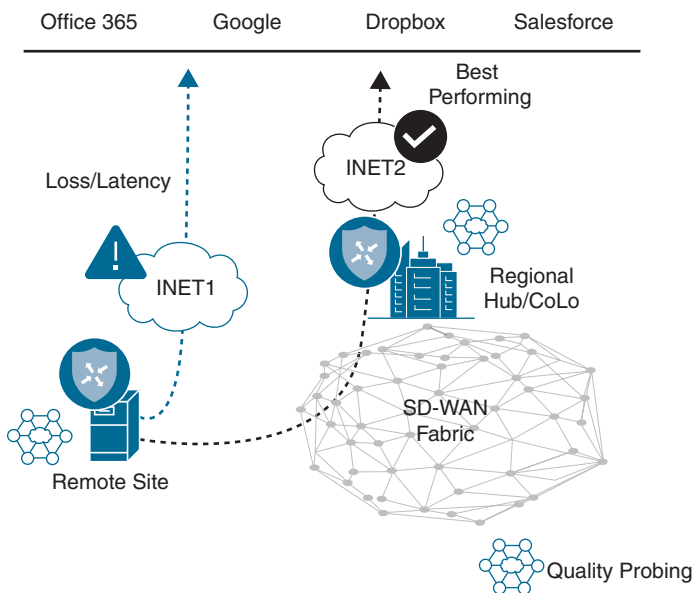 Office 365
Google
Dropbox
Salesforce
Best
Performing
INET2
Loss/Latency
INET1
Regional
Hub/CoLo
SD-WAN
Fabric
Remote Site
Quality Probing